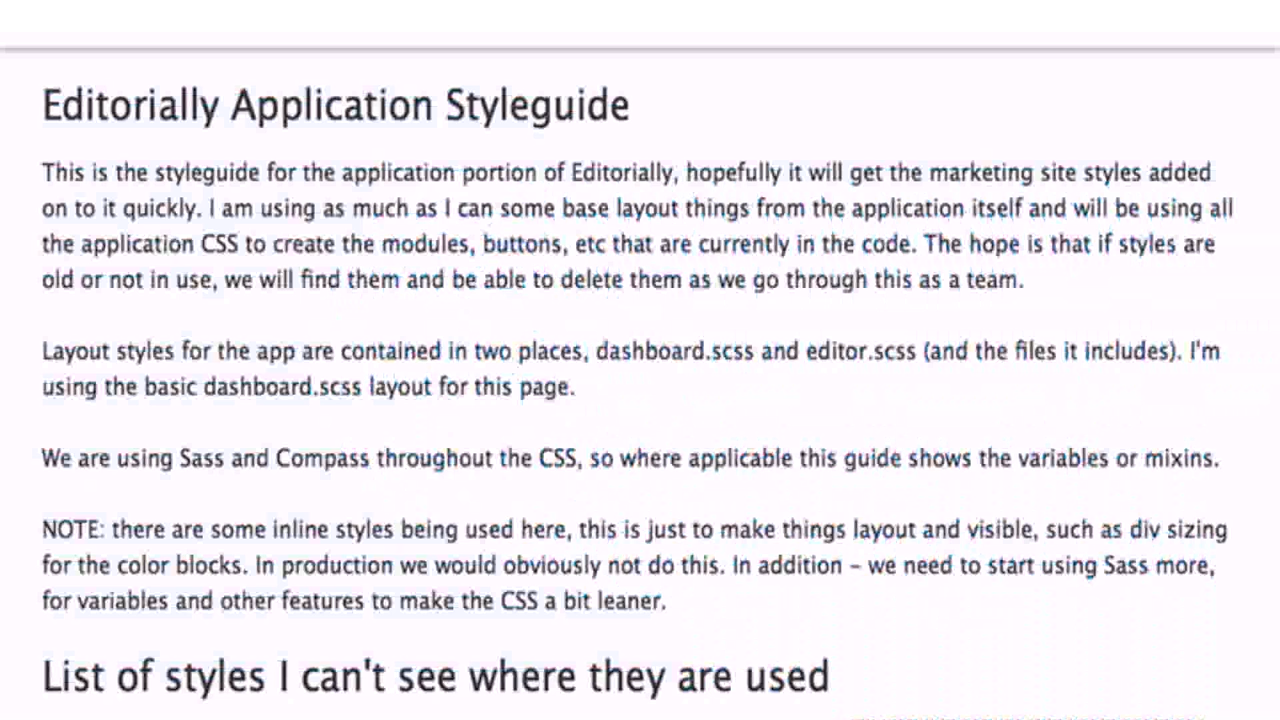 Editorially Application Styleguide
This is the styleguide for the application portion of Editorially, hopefully it will get the marketing site styles added
on to it quickly. I am using as much as I can some base layout things from the application itself and will be using all
the application CSS to create the modules, buttons, etc that are currently in the code. The hope is that if styles are
old or not in use, we will find them and be able to delete them as we go through this as a team.
Layout styles for the app are contained in two places, dashboard.scss and editor.scss (and the files it includes). I'm
using the basic dashboard.scss layout for this page.
We are using Sass and Compass throughout the CSS, so where applicable this guide shows the variables or mixins.
NOTE: there are some inline styles being used here, this is just to make things layout and visible, such as div sizing
for the color blocks. In production we would obviously not do this. In addition – we need to start using Sass more,
for variables and other features to make the CSS a bit leaner.
List of styles I can't see where they are used